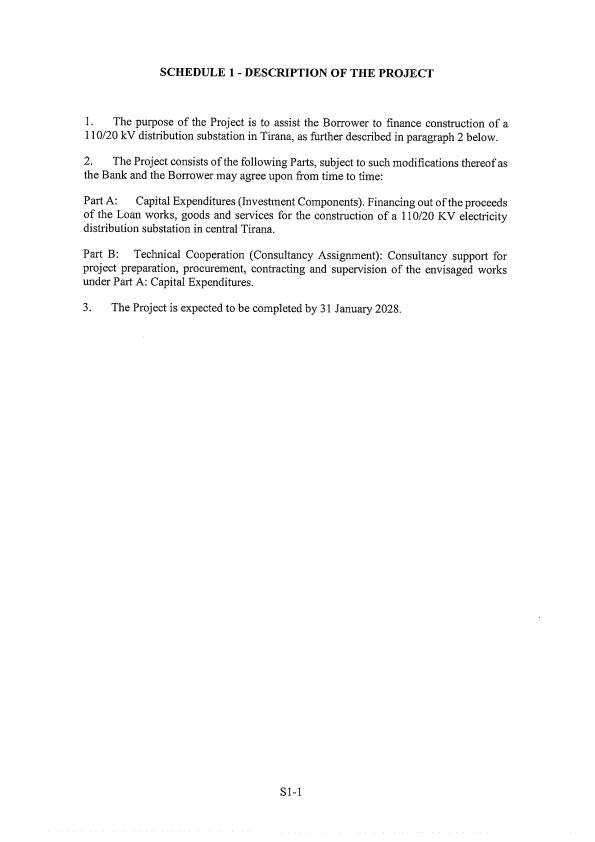 SCHEDULE 1 - DESCRIPTION OF THE PROJECT
1. The purpose of the Project is to assist the Borrower to finance construction of a
110/20 kV distribution substation in Tirana, as further described in paragraph 2 below.
2. The Project consists of the following Parts, subject to such modifications thereof as
the Bank and the Borrower may agree upon from time to time:
Part A: Capital Expenditures (Investment Components). Financing out of the proceeds
of the Loan works, goods and services for the construction of a 110/20 KV electricity
distribution substation in central Tirana.
Part B: Technical Cooperation (Consultancy Assignment): Consultancy support for
project preparation, procurement, contracting and supervision of the envisaged works
under Part A: Capital Expenditures.
3. The Project is expected to be completed by 31 January 2028.
S1-1